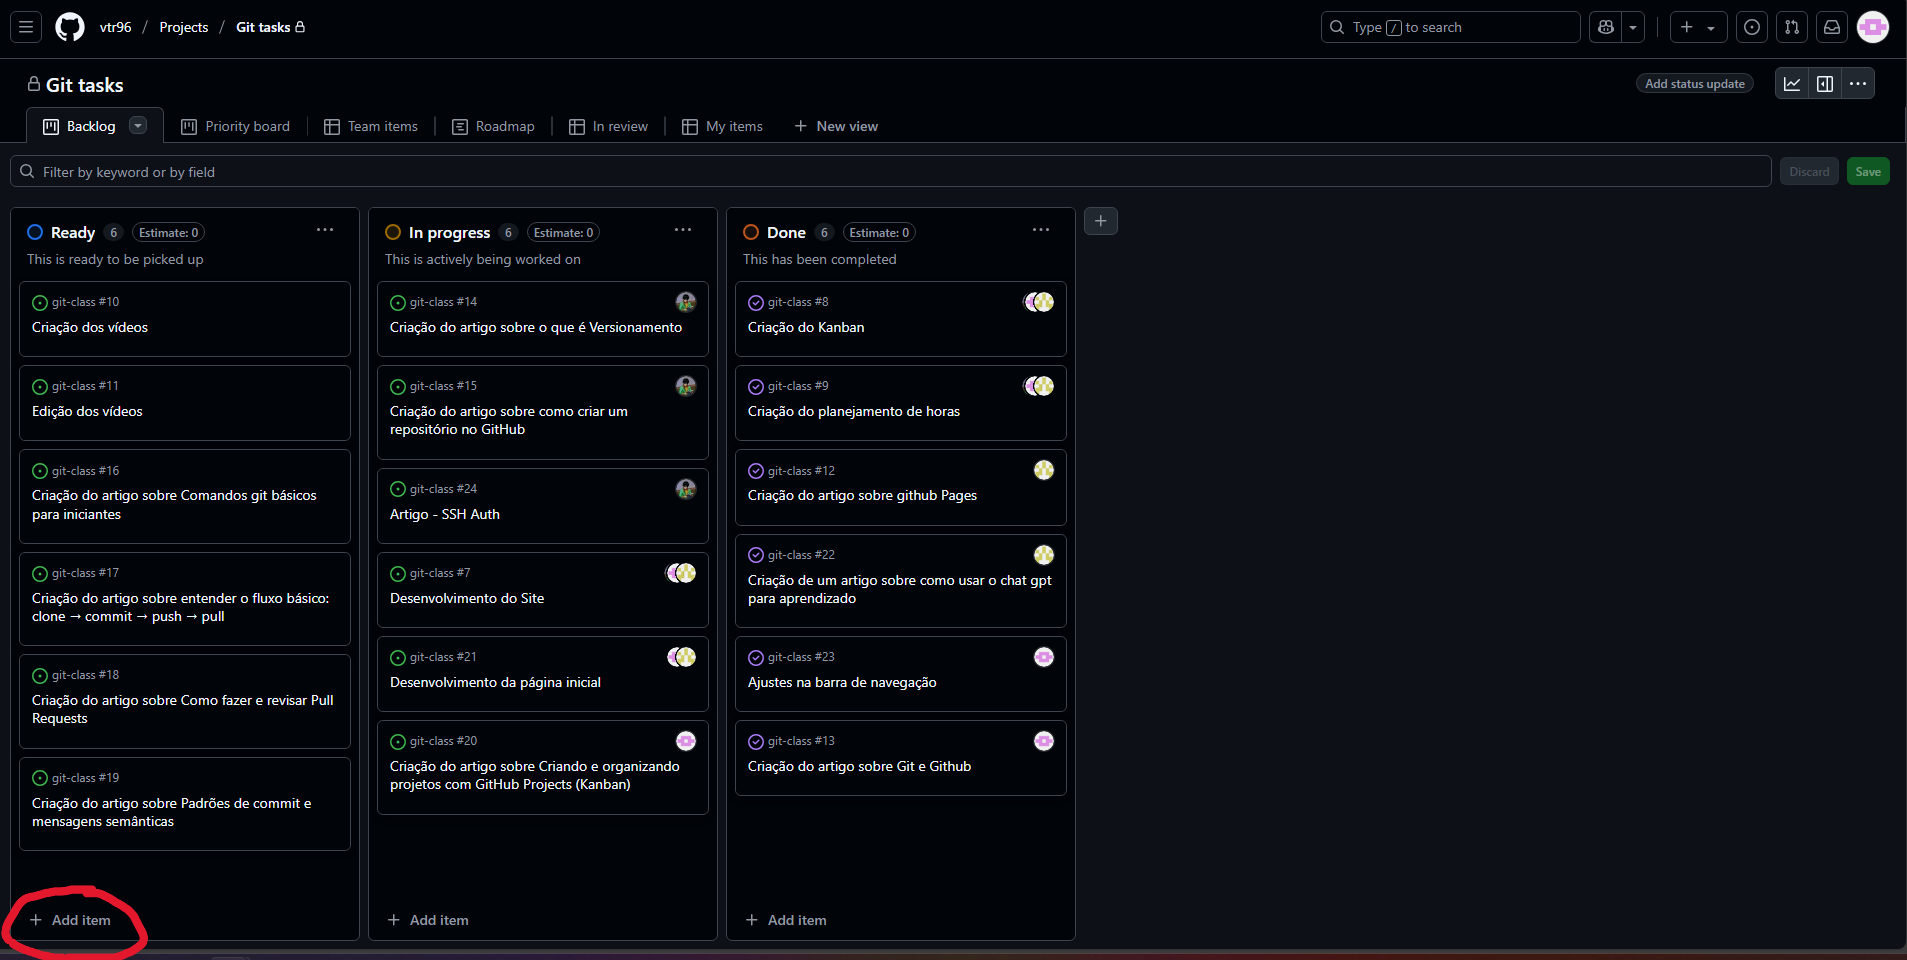 vtr96 / Projects / Git tasks
Type / to search
Git tasks
Add status update
Backlog
Priority board
Team items
Roadmap
In review
My items
New view
Filter by keyword or by field
Discard
Save
Ready 6 Estimate: 0
This is ready to be picked up
git-class #10
Criação dos vídeos
git-class #11
Edição dos vídeos
git-class #16
Criação do artigo sobre Comandos git básicos
para iniciantes
git-class #17
Criação do artigo sobre entender o fluxo básico:
clone → commit → push → pull
git-class #18
Criação do artigo sobre Como fazer e revisar Pull
Requests
git-class #19
Criação do artigo sobre Padrões de commit e
mensagens semânticas
+ Add item
In progress 6 Estimate: 0
This is actively being worked on
git-class #14
Criação do artigo sobre o que é Versionamento
git-class #15
Criação do artigo sobre como criar um
repositório no GitHub
git-class #24
Artigo - SSH Auth
git-class #7
Desenvolvimento do Site
git-class #21
Desenvolvimento da página inicial
git-class #20
Criação do artigo sobre Criando e organizando
projetos com GitHub Projects (Kanban)
+ Add item
Done 6 Estimate: 0
This has been completed
git-class #8
Criação do Kanban
git-class #9
Criação do planejamento de horas
git-class #12
Criação do artigo sobre github Pages
git-class #22
Criação de um artigo sobre como usar o chat gpt
para aprendizado
git-class #23
Ajustes na barra de navegação
git-class #13
Criação do artigo sobre Git e Github
+ Add item